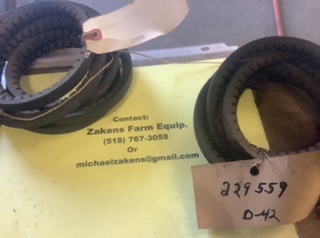 Contact:
Zakens Farm Equip.
(518) 767-3058
Or
michaelzakens@gmail.com
229559
D-42